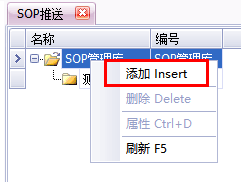 SOP推送
名称 编号
SOP管理库 SOP管理库
测
添加 Insert
删除 Delete
属性 Ctrl+D
刷新 F5